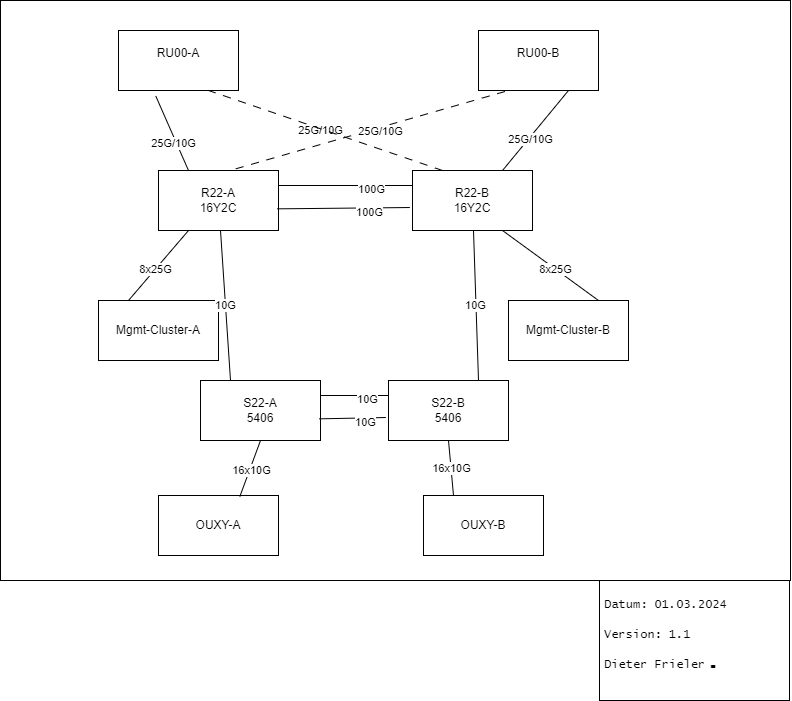 RU00-A
RU00-B
25G/10G
25G/10G
25G/10G
25G/10G
R22-A
16Y2C
100G
100G
R22-B
16Y2C
8x25G
8x25G
10G
10G
Mgmt-Cluster-A
Mgmt-Cluster-B
S22-A
5406
10G
10G
S22-B
5406
16x10G
16x10G
OUXY-A
OUXY-B
Datum: 01.03.2024
Version: 1.1
Dieter Frieler